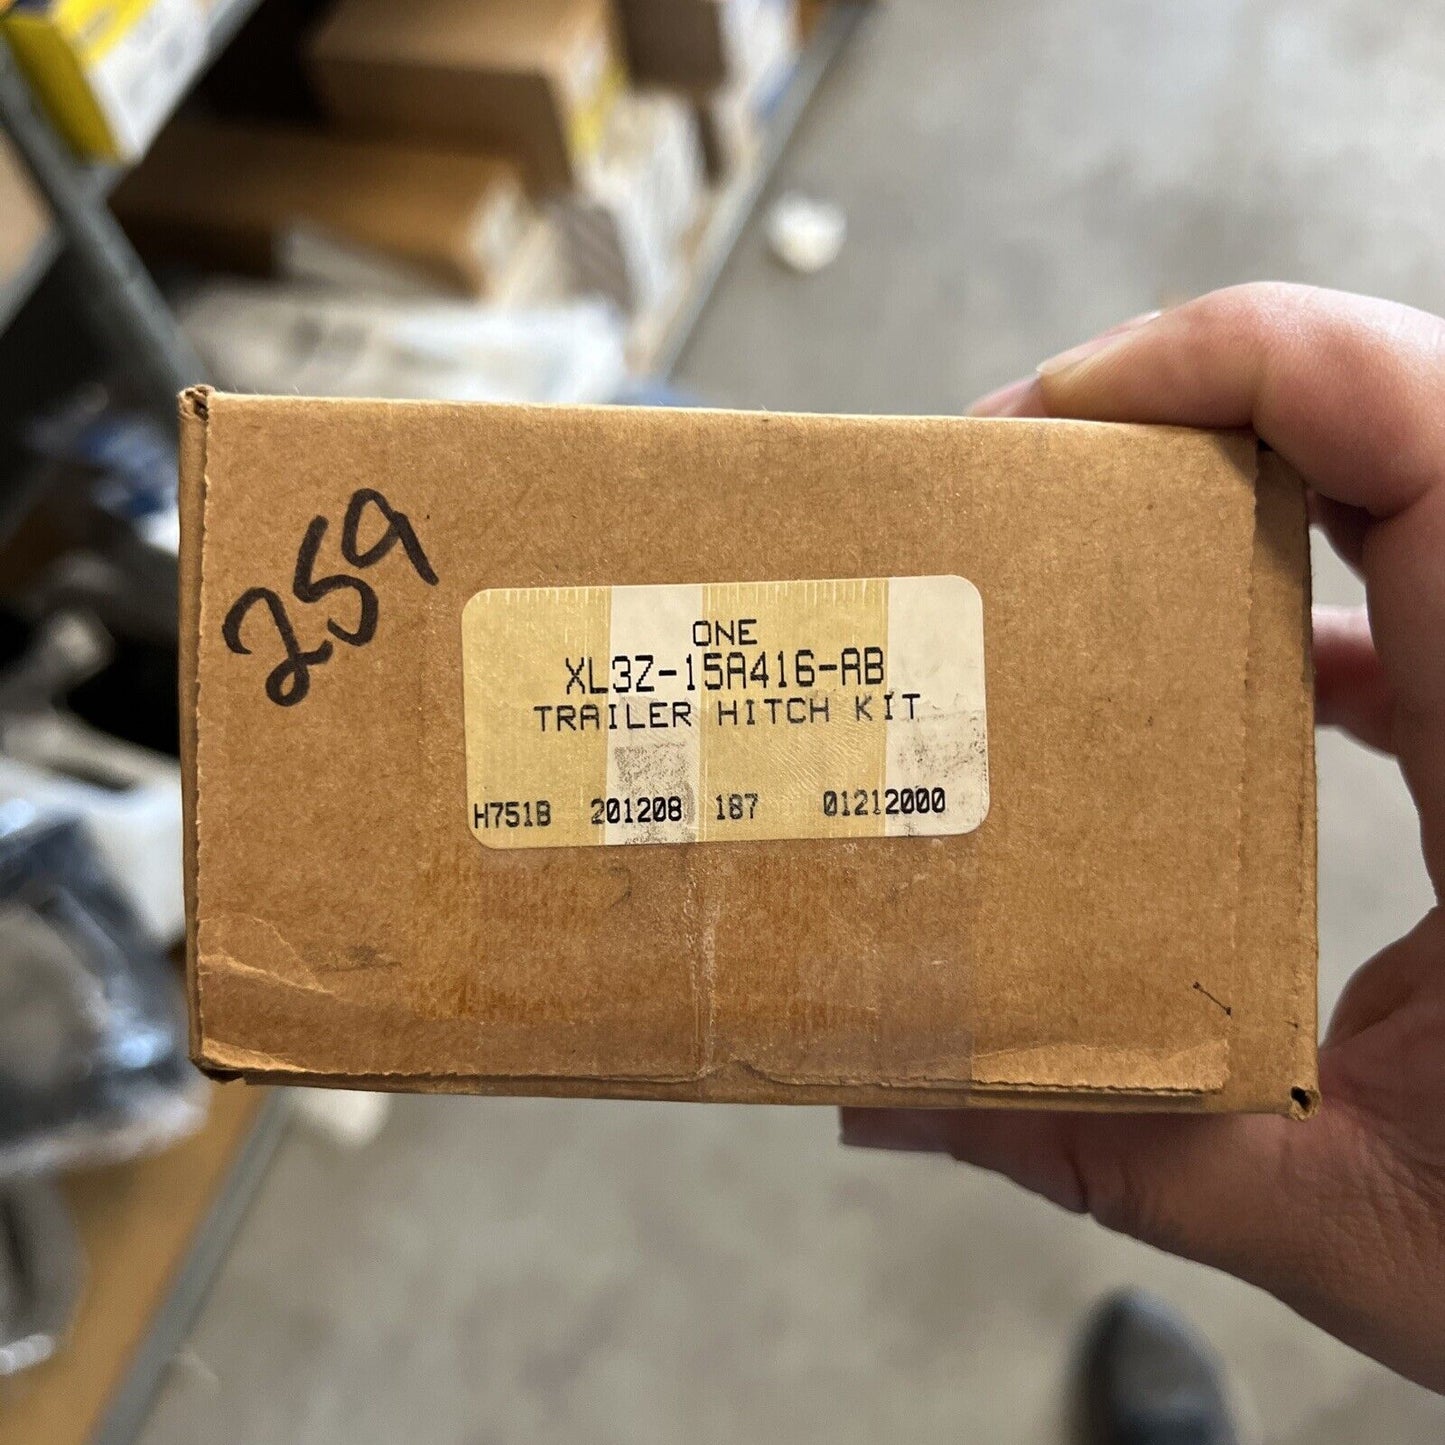 259
ONE
XL3Z-15A416-AB
TRAILER HITCH KIT
H751B 201208 187 01212000